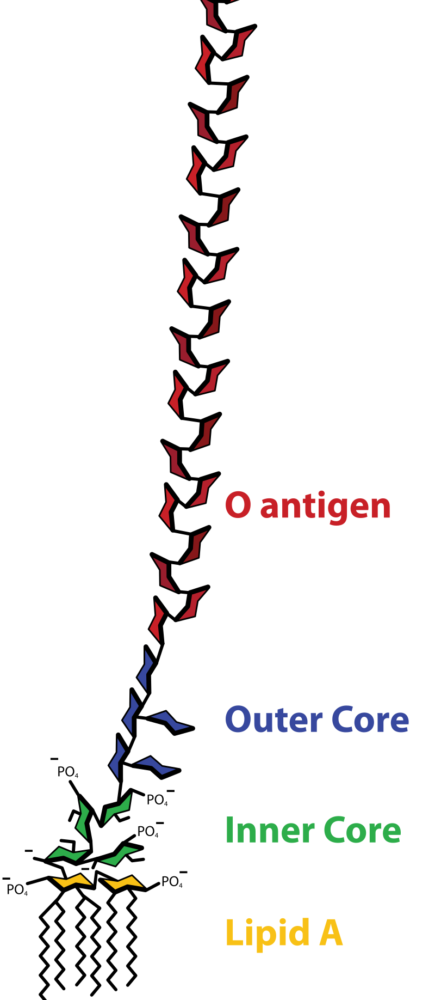 O antigen
Outer Core
PO₄⁻
PO₄⁻
Inner Core
PO₄⁻
⁻
⁻
⁻PO₄
PO₄⁻
Lipid A